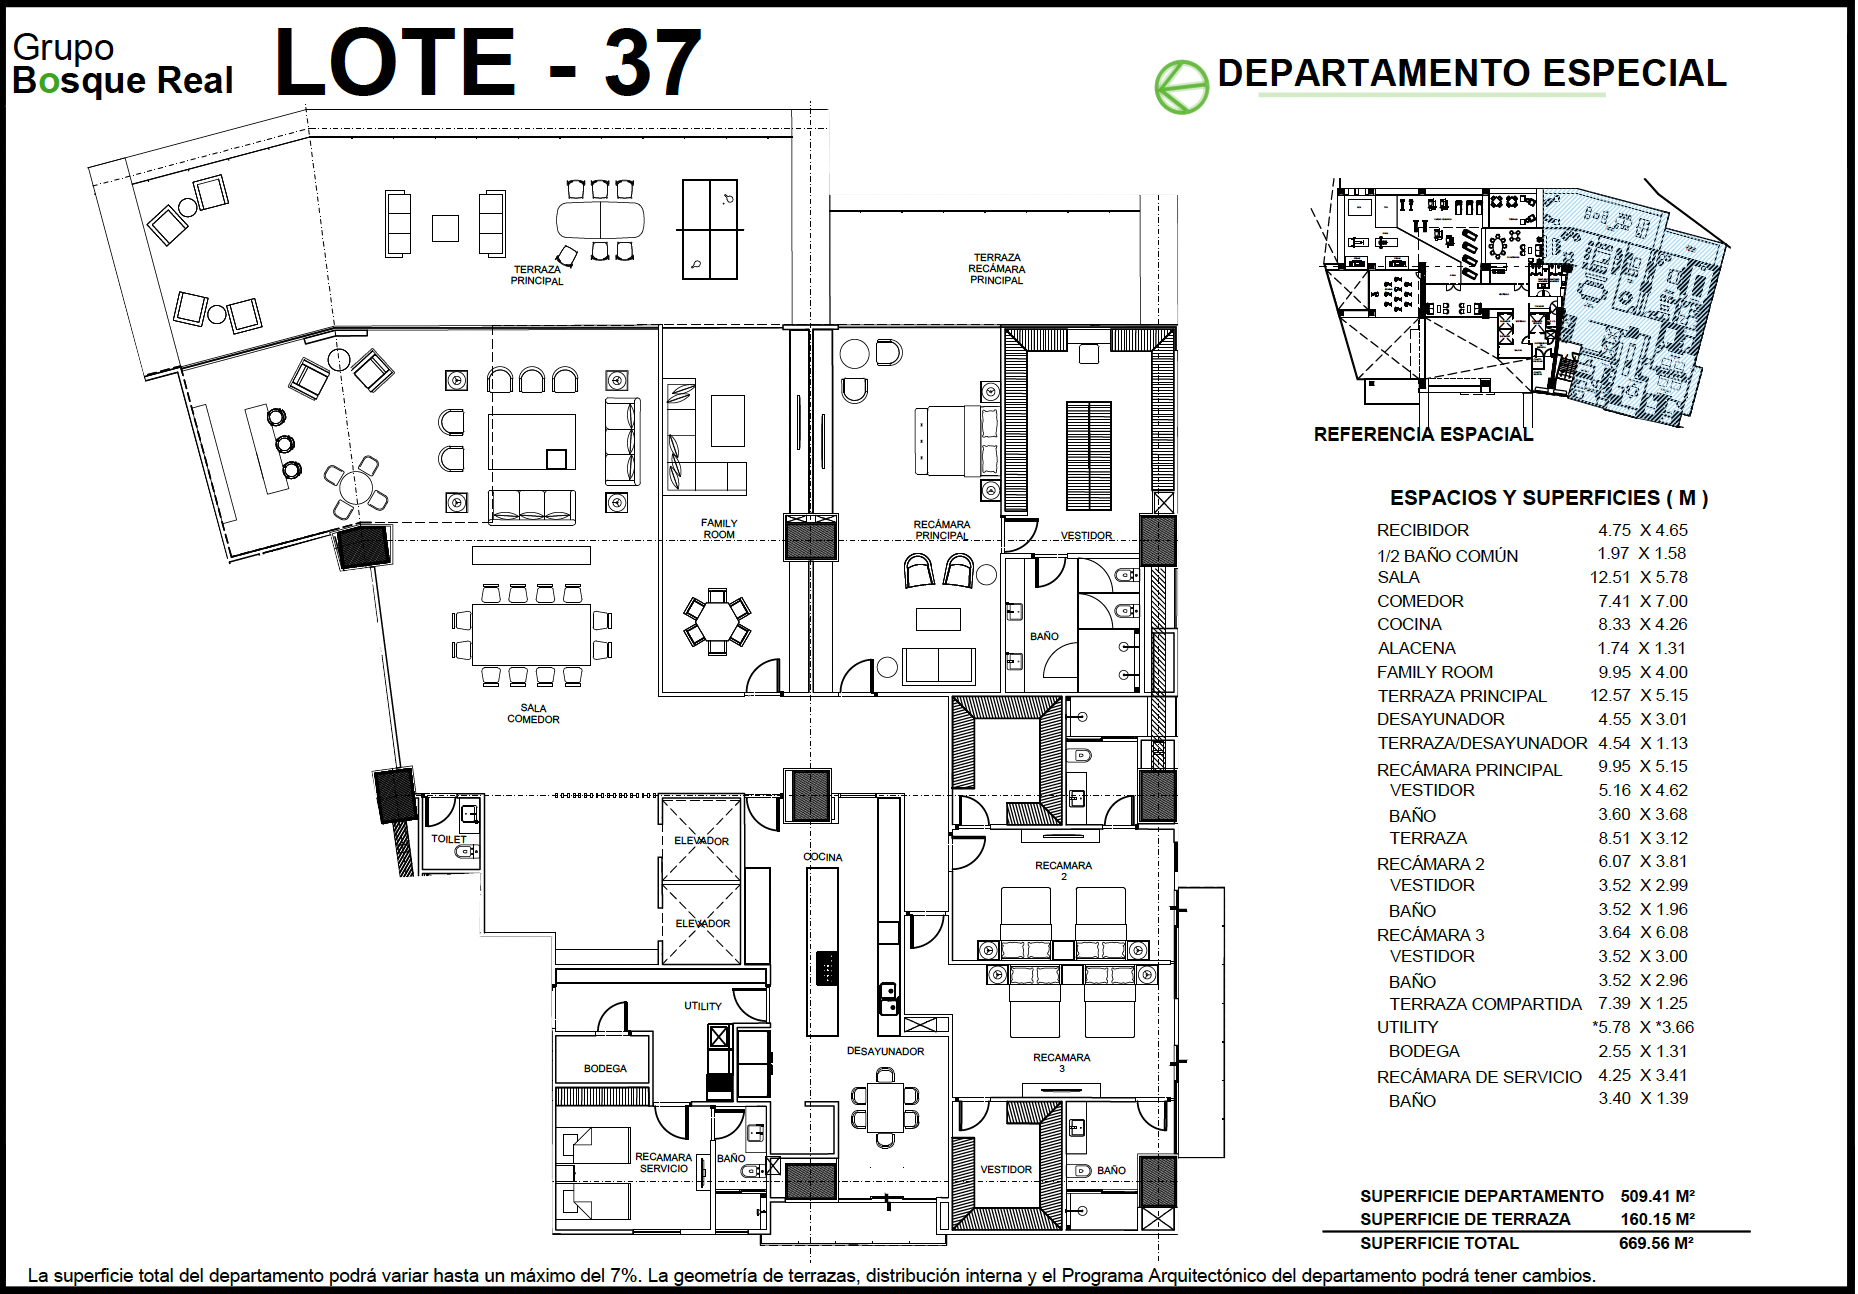 Grupo
Bosque Real
LOTE - 37
DEPARTAMENTO ESPECIAL
TERRAZA
PRINCIPAL
TERRAZA
RECÁMARA
PRINCIPAL
FAMILY
ROOM
RECÁMARA
PRINCIPAL
VESTIDOR
BAÑO
SALA
COMEDOR
TOILET
ELEVADOR
ELEVADOR
COCINA
RECAMARA
2
UTILITY
BODEGA
DESAYUNADOR
RECAMARA
3
RECAMARA
SERVICIO
BAÑO
VESTIDOR
BAÑO
REFERENCIA ESPACIAL
ESPACIOS Y SUPERFICIES ( M )
RECIBIDOR 4.75 X 4.65
1/2 BAÑO COMÚN 1.97 X 1.58
SALA 12.51 X 5.78
COMEDOR 7.41 X 7.00
COCINA 8.33 X 4.26
ALACENA 1.74 X 1.31
FAMILY ROOM 9.95 X 4.00
TERRAZA PRINCIPAL 12.57 X 5.15
DESAYUNADOR 4.55 X 3.01
TERRAZA/DESAYUNADOR 4.54 X 1.13
RECÁMARA PRINCIPAL 9.95 X 5.15
VESTIDOR 5.16 X 4.62
BAÑO 3.60 X 3.68
TERRAZA 8.51 X 3.12
RECÁMARA 2 6.07 X 3.81
VESTIDOR 3.52 X 2.99
BAÑO 3.52 X 1.96
RECÁMARA 3 3.64 X 6.08
VESTIDOR 3.52 X 3.00
BAÑO 3.52 X 2.96
TERRAZA COMPARTIDA 7.39 X 1.25
UTILITY *5.78 X *3.66
BODEGA 2.55 X 1.31
RECÁMARA DE SERVICIO 4.25 X 3.41
BAÑO 3.40 X 1.39
SUPERFICIE DEPARTAMENTO 509.41 M²
SUPERFICIE DE TERRAZA 160.15 M²
SUPERFICIE TOTAL 669.56 M²
La superficie total del departamento podrá variar hasta un máximo del 7%. La geometría de terrazas, distribución interna y el Programa Arquitectónico del departamento podrá tener cambios.